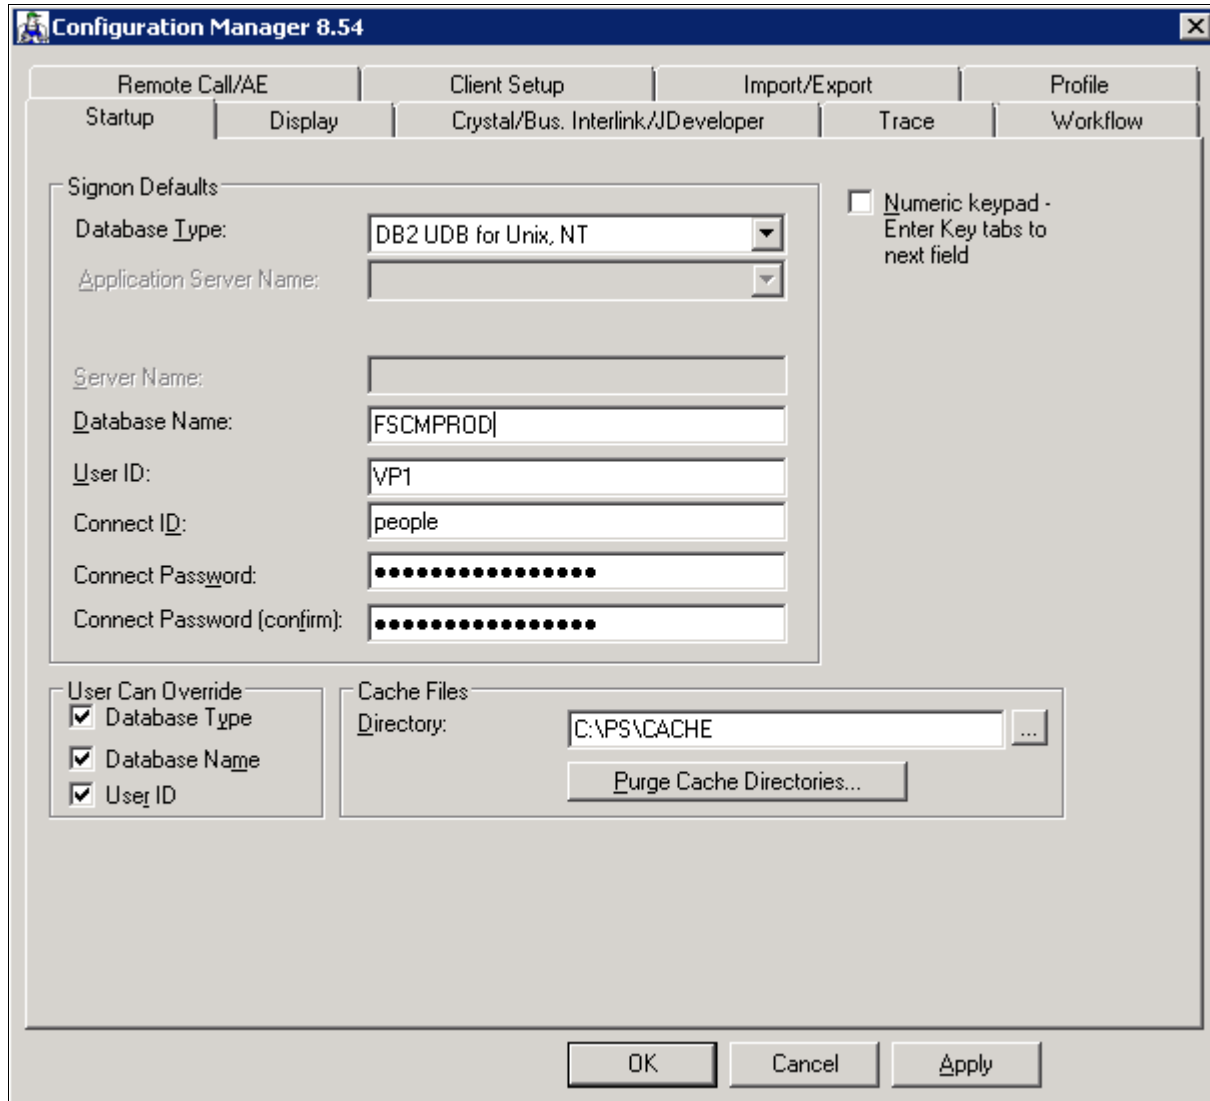 Configuration Manager 8.54
Remote Call/AE Client Setup Import/Export Profile
Startup Display Crystal/Bus. Interlink/JDeveloper Trace Workflow
Signon Defaults
Database Type: DB2 UDB for Unix, NT
Application Server Name:
Server Name:
Database Name: FSCMPROD
User ID: VP1
Connect ID: people
Connect Password: ••••••••••••••••
Connect Password (confirm): ••••••••••••••••
Numeric keypad -
Enter Key tabs to
next field
User Can Override
Database Type
Database Name
User ID
Cache Files
Directory: C:\PS\CACHE ...
Purge Cache Directories...
OK Cancel Apply